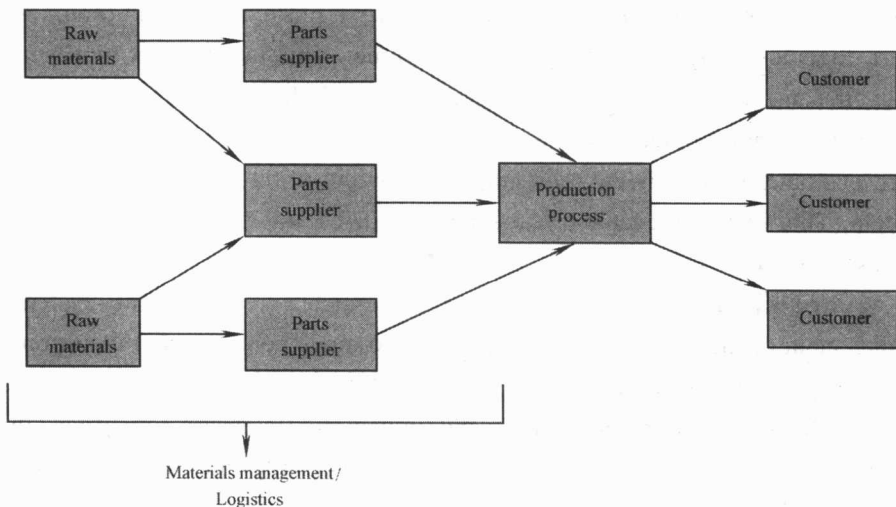 Raw
materials
Parts
supplier
Customer
Parts
supplier
Production
Process
Customer
Raw
materials
Parts
supplier
Customer
Materials management/
Logistics